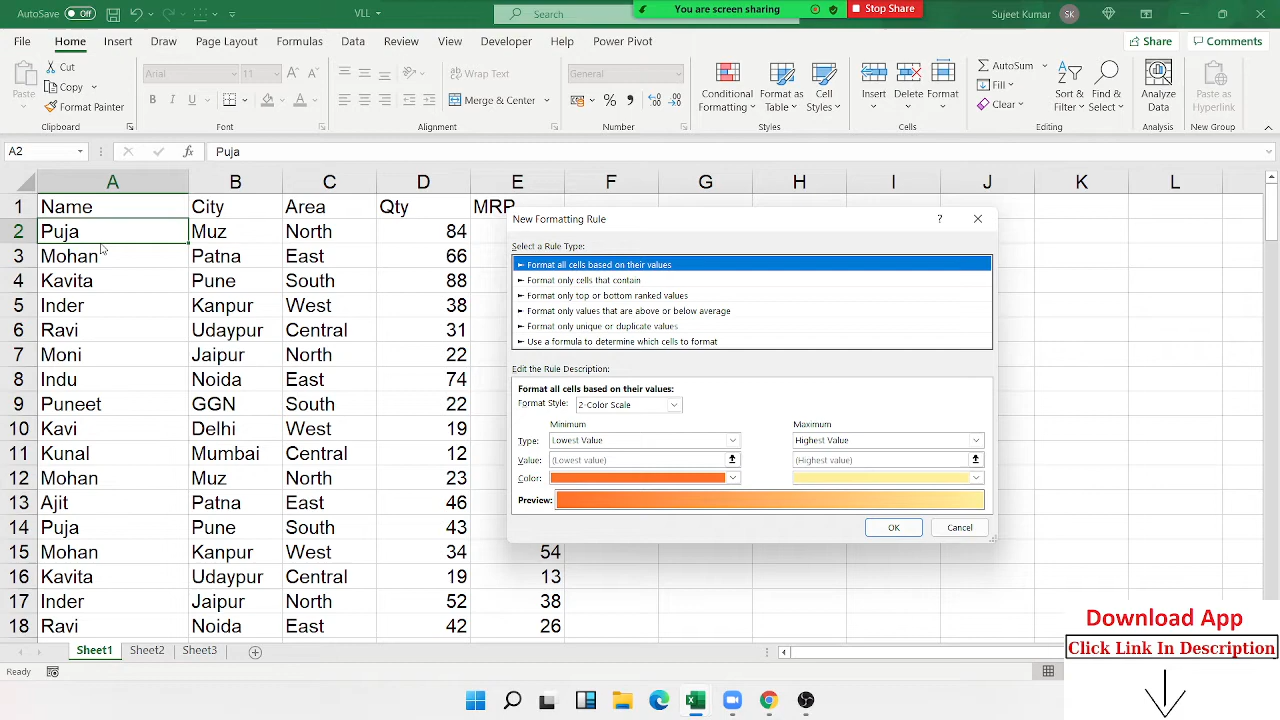 AutoSave Off VLL Search You are screen sharing Stop Share Sujeet Kumar SK
File Home Insert Draw Page Layout Formulas Data Review View Developer Help Power Pivot Share Comments
Cut
Copy
Format Painter
Paste
Clipboard
Arial 11
B I U
Font
Wrap Text
Merge & Center
Alignment
General
Number
Conditional Formatting
Format As Table
Cell Styles
Styles
Insert Delete Format
Cells
AutoSum
Fill
Clear
Sort & Filter
Find & Select
Editing
Analyze Data
Analysis
Paste as Hyperlink
New Group
A2 fx Puja
A B C D E F G H I J K L
1 Name City Area Qty MRP
2 Puja Muz North 84
3 Mohan Patna East 66
4 Kavita Pune South 88
5 Inder Kanpur West 38
6 Ravi Udaypur Central 31
7 Moni Jaipur North 22
8 Indu Noida East 74
9 Puneet GGN South 22
10 Kavi Delhi West 19
11 Kunal Mumbai Central 12
12 Mohan Muz North 23
13 Ajit Patna East 46
14 Puja Pune South 43
15 Mohan Kanpur West 34 54
16 Kavita Udaypur Central 19 13
17 Inder Jaipur North 52 38
18 Ravi Noida East 42 26
New Formatting Rule ?
Select a Rule Type:
► Format all cells based on their values
► Format only cells that contain
► Format only top or bottom ranked values
► Format only values that are above or below average
► Format only unique or duplicate values
► Use a formula to determine which cells to format
Edit the Rule Description:
Format all cells based on their values:
Format Style: 2-Color Scale
Minimum Maximum
Type: Lowest Value Highest Value
Value: (Lowest value) (Highest value)
Color:
Preview:
OK Cancel
Sheet1 Sheet2 Sheet3
Ready
Download App
Click Link In Description